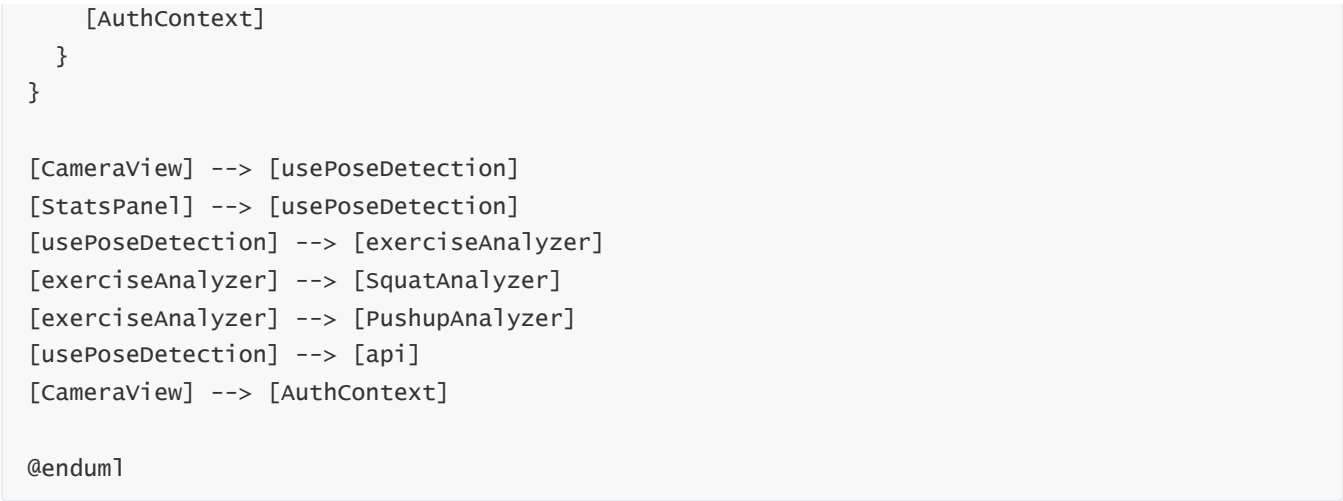 [AuthContext]
  }
}

[CameraView] --> [usePoseDetection]
[StatsPanel] --> [usePoseDetection]
[usePoseDetection] --> [exerciseAnalyzer]
[exerciseAnalyzer] --> [SquatAnalyzer]
[exerciseAnalyzer] --> [PushupAnalyzer]
[usePoseDetection] --> [api]
[CameraView] --> [AuthContext]

@enduml